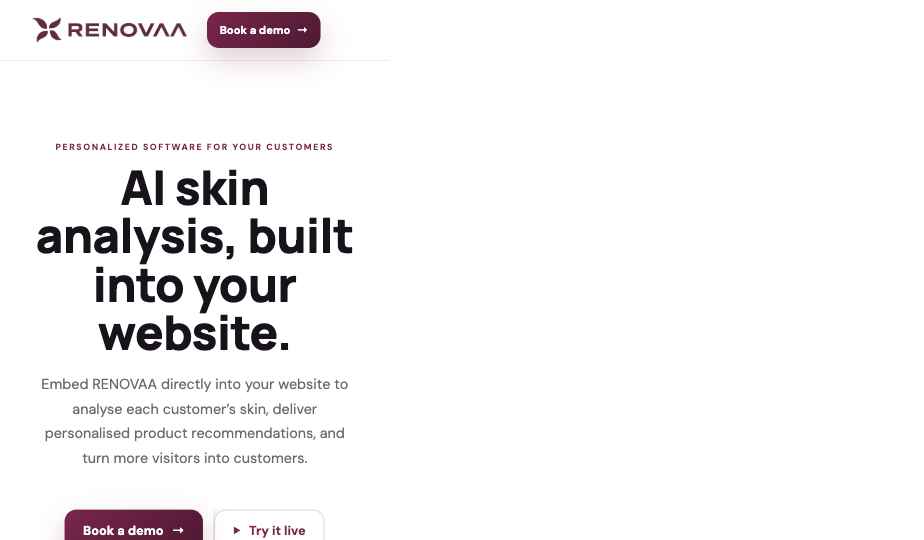 RENOVAA
Book a demo →
PERSONALIZED SOFTWARE FOR YOUR CUSTOMERS
AI skin
analysis, built
into your
website.
Embed RENOVAA directly into your website to
analyse each customer’s skin, deliver
personalised product recommendations, and
turn more visitors into customers.
Book a demo →
Try it live